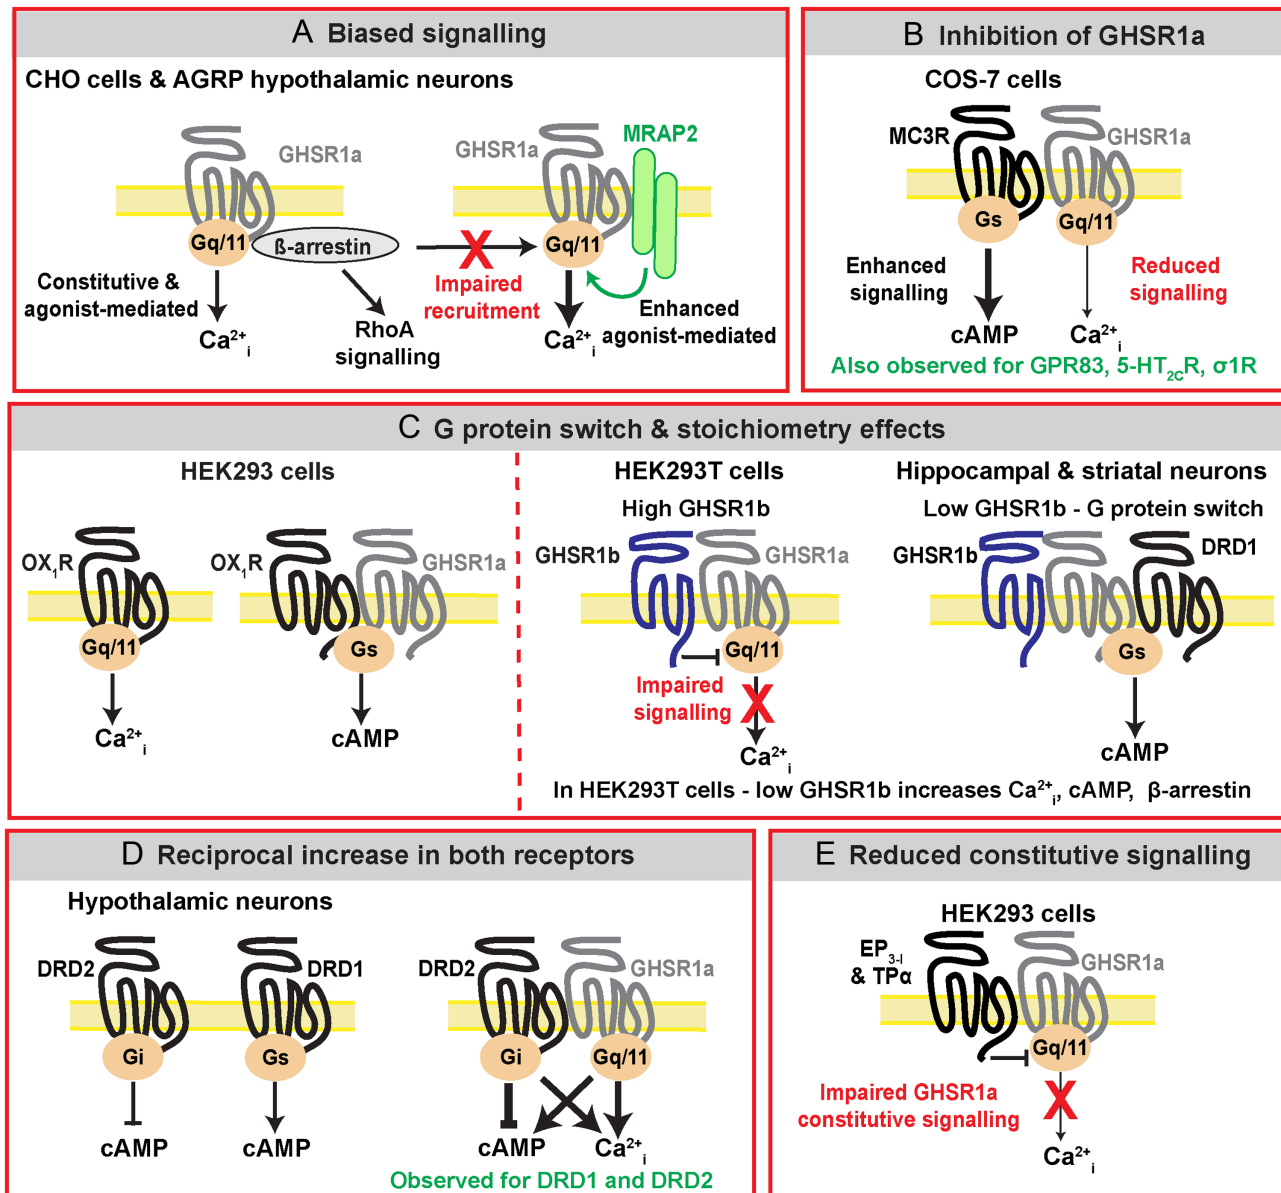 A Biased signalling
CHO cells & AGRP hypothalamic neurons
GHSR1a
GHSR1a
MRAP2
Gq/11
ß-arrestin
Gq/11
Constitutive &
agonist-mediated
Ca²⁺ᵢ
RhoA
signalling
X
Impaired
recruitment
Ca²⁺ᵢ
Enhanced
agonist-mediated
B Inhibition of GHSR1a
COS-7 cells
MC3R
GHSR1a
Gs
Gq/11
Enhanced
signalling
Reduced
signalling
cAMP
Ca²⁺ᵢ
Also observed for GPR83, 5-HT₂CR, σ1R
C G protein switch & stoichiometry effects
HEK293 cells
OX₁R
Gq/11
Ca²⁺ᵢ
OX₁R
GHSR1a
Gs
cAMP
HEK293T cells
High GHSR1b
GHSR1b
GHSR1a
Gq/11
Impaired
signalling
X
Ca²⁺ᵢ
Hippocampal & striatal neurons
Low GHSR1b - G protein switch
GHSR1b
DRD1
Gs
cAMP
In HEK293T cells - low GHSR1b increases Ca²⁺ᵢ, cAMP, β-arrestin
D Reciprocal increase in both receptors
Hypothalamic neurons
DRD2
Gi
cAMP
DRD1
Gs
cAMP
DRD2
GHSR1a
Gi
Gq/11
cAMP
Ca²⁺ᵢ
Observed for DRD1 and DRD2
E Reduced constitutive signalling
HEK293 cells
EP₃₋I
& TPα
GHSR1a
Gq/11
Impaired GHSR1a
constitutive signalling
X
Ca²⁺ᵢ